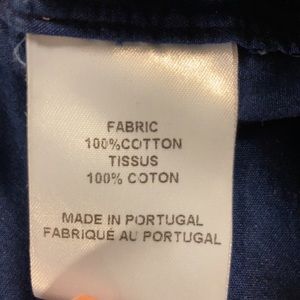 FABRIC
100%COTTON
TISSUS
100% COTON
MADE IN PORTUGAL
FABRIQUÉ AU PORTUGAL